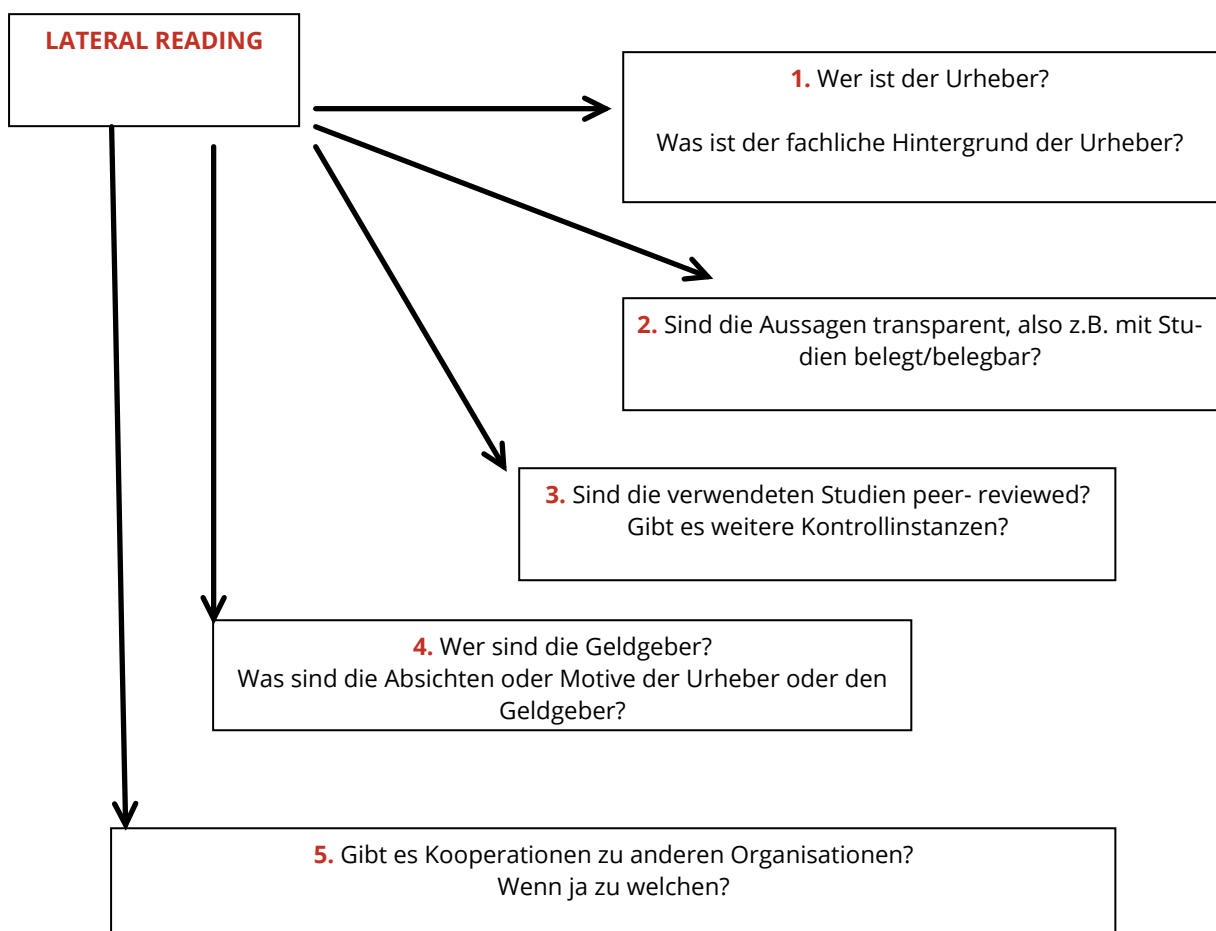 LATERAL READING
1. Wer ist der Urheber?
Was ist der fachliche Hintergrund der Urheber?
2. Sind die Aussagen transparent, also z.B. mit Stu-
dien belegt/belegbar?
3. Sind die verwendeten Studien peer- reviewed?
Gibt es weitere Kontrollinstanzen?
4. Wer sind die Geldgeber?
Was sind die Absichten oder Motive der Urheber oder den
Geldgeber?
5. Gibt es Kooperationen zu anderen Organisationen?
Wenn ja zu welchen?